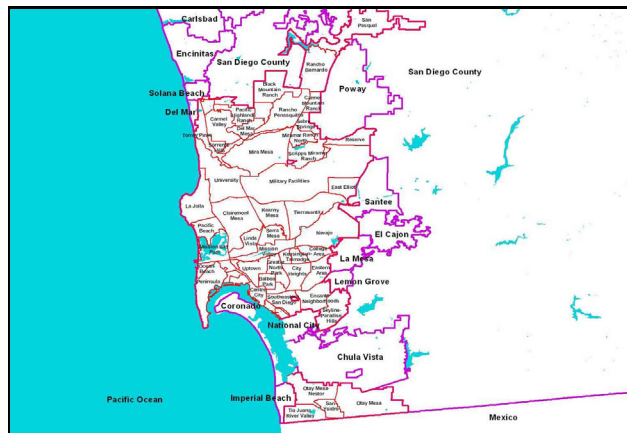 Carlsbad
San
Pasqual
Encinitas
San Diego County
Rancho
Bernardo
San Diego County
Black
Mountain
Ranch
Poway
Solana Beach
Carmel
Mountain
Ranch
Del Mar
Pacific
Highlands
Ranch
Rancho
Penasquitos
Carmel
Valley
Del Mar
Mesa
Sabre
Springs
Torrey Pines
Miramar Ranch
North
Reserve
Torrence
Mira Mesa
Scripps Miramar
Ranch
University
Military Facilities
East Elliott
Santee
La Jolla
Clairemont
Mesa
Kearny
Mesa
Tierrasanta
Pacific
Beach
Serra
Mesa
Navajo
El Cajon
Linda
Vista
Mission Bay
Park
Mission
Valley
College
Area
Kensington-
Talmadge
La Mesa
Ocean
Beach
Uptown
Greater
North
Park
City
Heights
Eastern
Area
Peninsula
Balboa
Park
Lemon Grove
Centre
City
Coronado
Southeastern
San Diego
Encanto
Neighborhoods
Skyline-
Paradise
Hills
National City
Chula Vista
Pacific Ocean
Imperial Beach
Otay Mesa
Nestor
Tia Juana
River Valley
San
Ysidro
Otay Mesa
Mexico